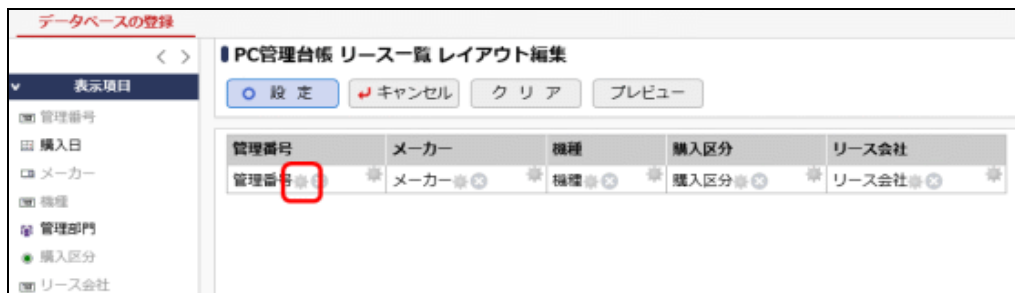 データベースの登録
表示項目
管理番号
購入日
メーカー
機種
管理部門
購入区分
リース会社
PC管理台帳 リース一覧 レイアウト編集
設 定 キャンセル ク リ ア プレビュー
管理番号 メーカー 機種 購入区分 リース会社
管理番号 メーカー 機種 購入区分 リース会社